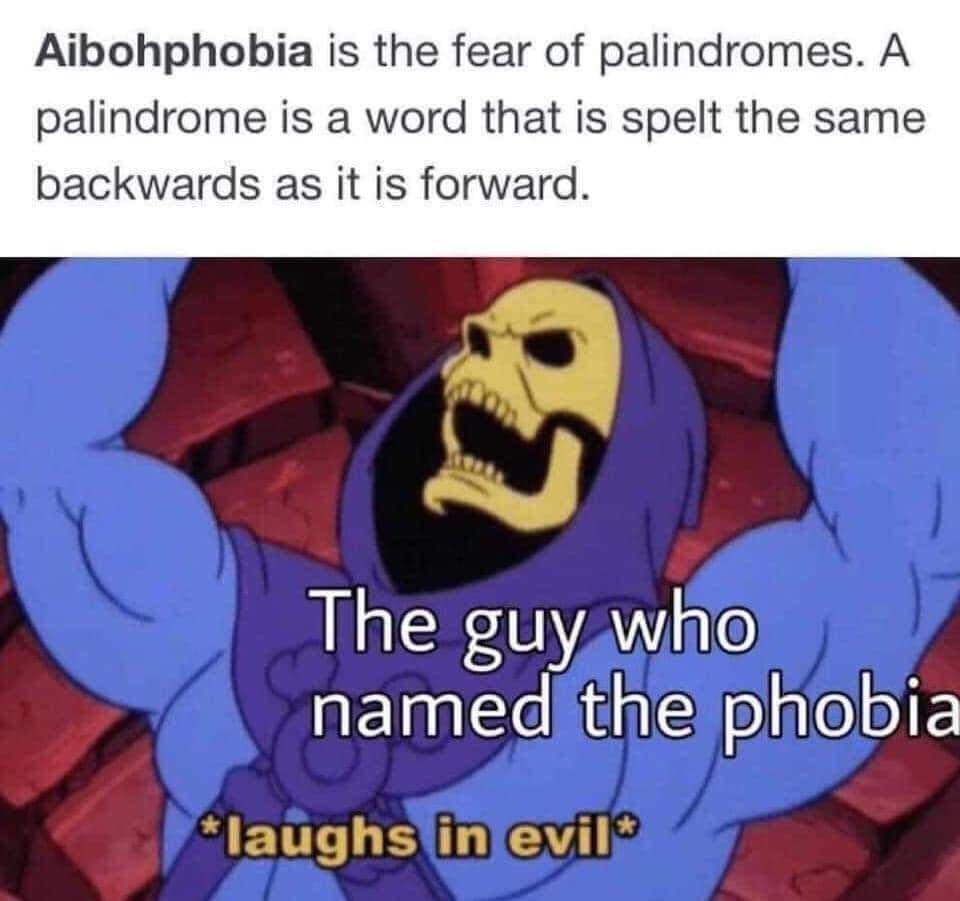 Aibohphobia is the fear of palindromes. A
palindrome is a word that is spelt the same
backwards as it is forward.
The guy who
named the phobia
*laughs in evil*